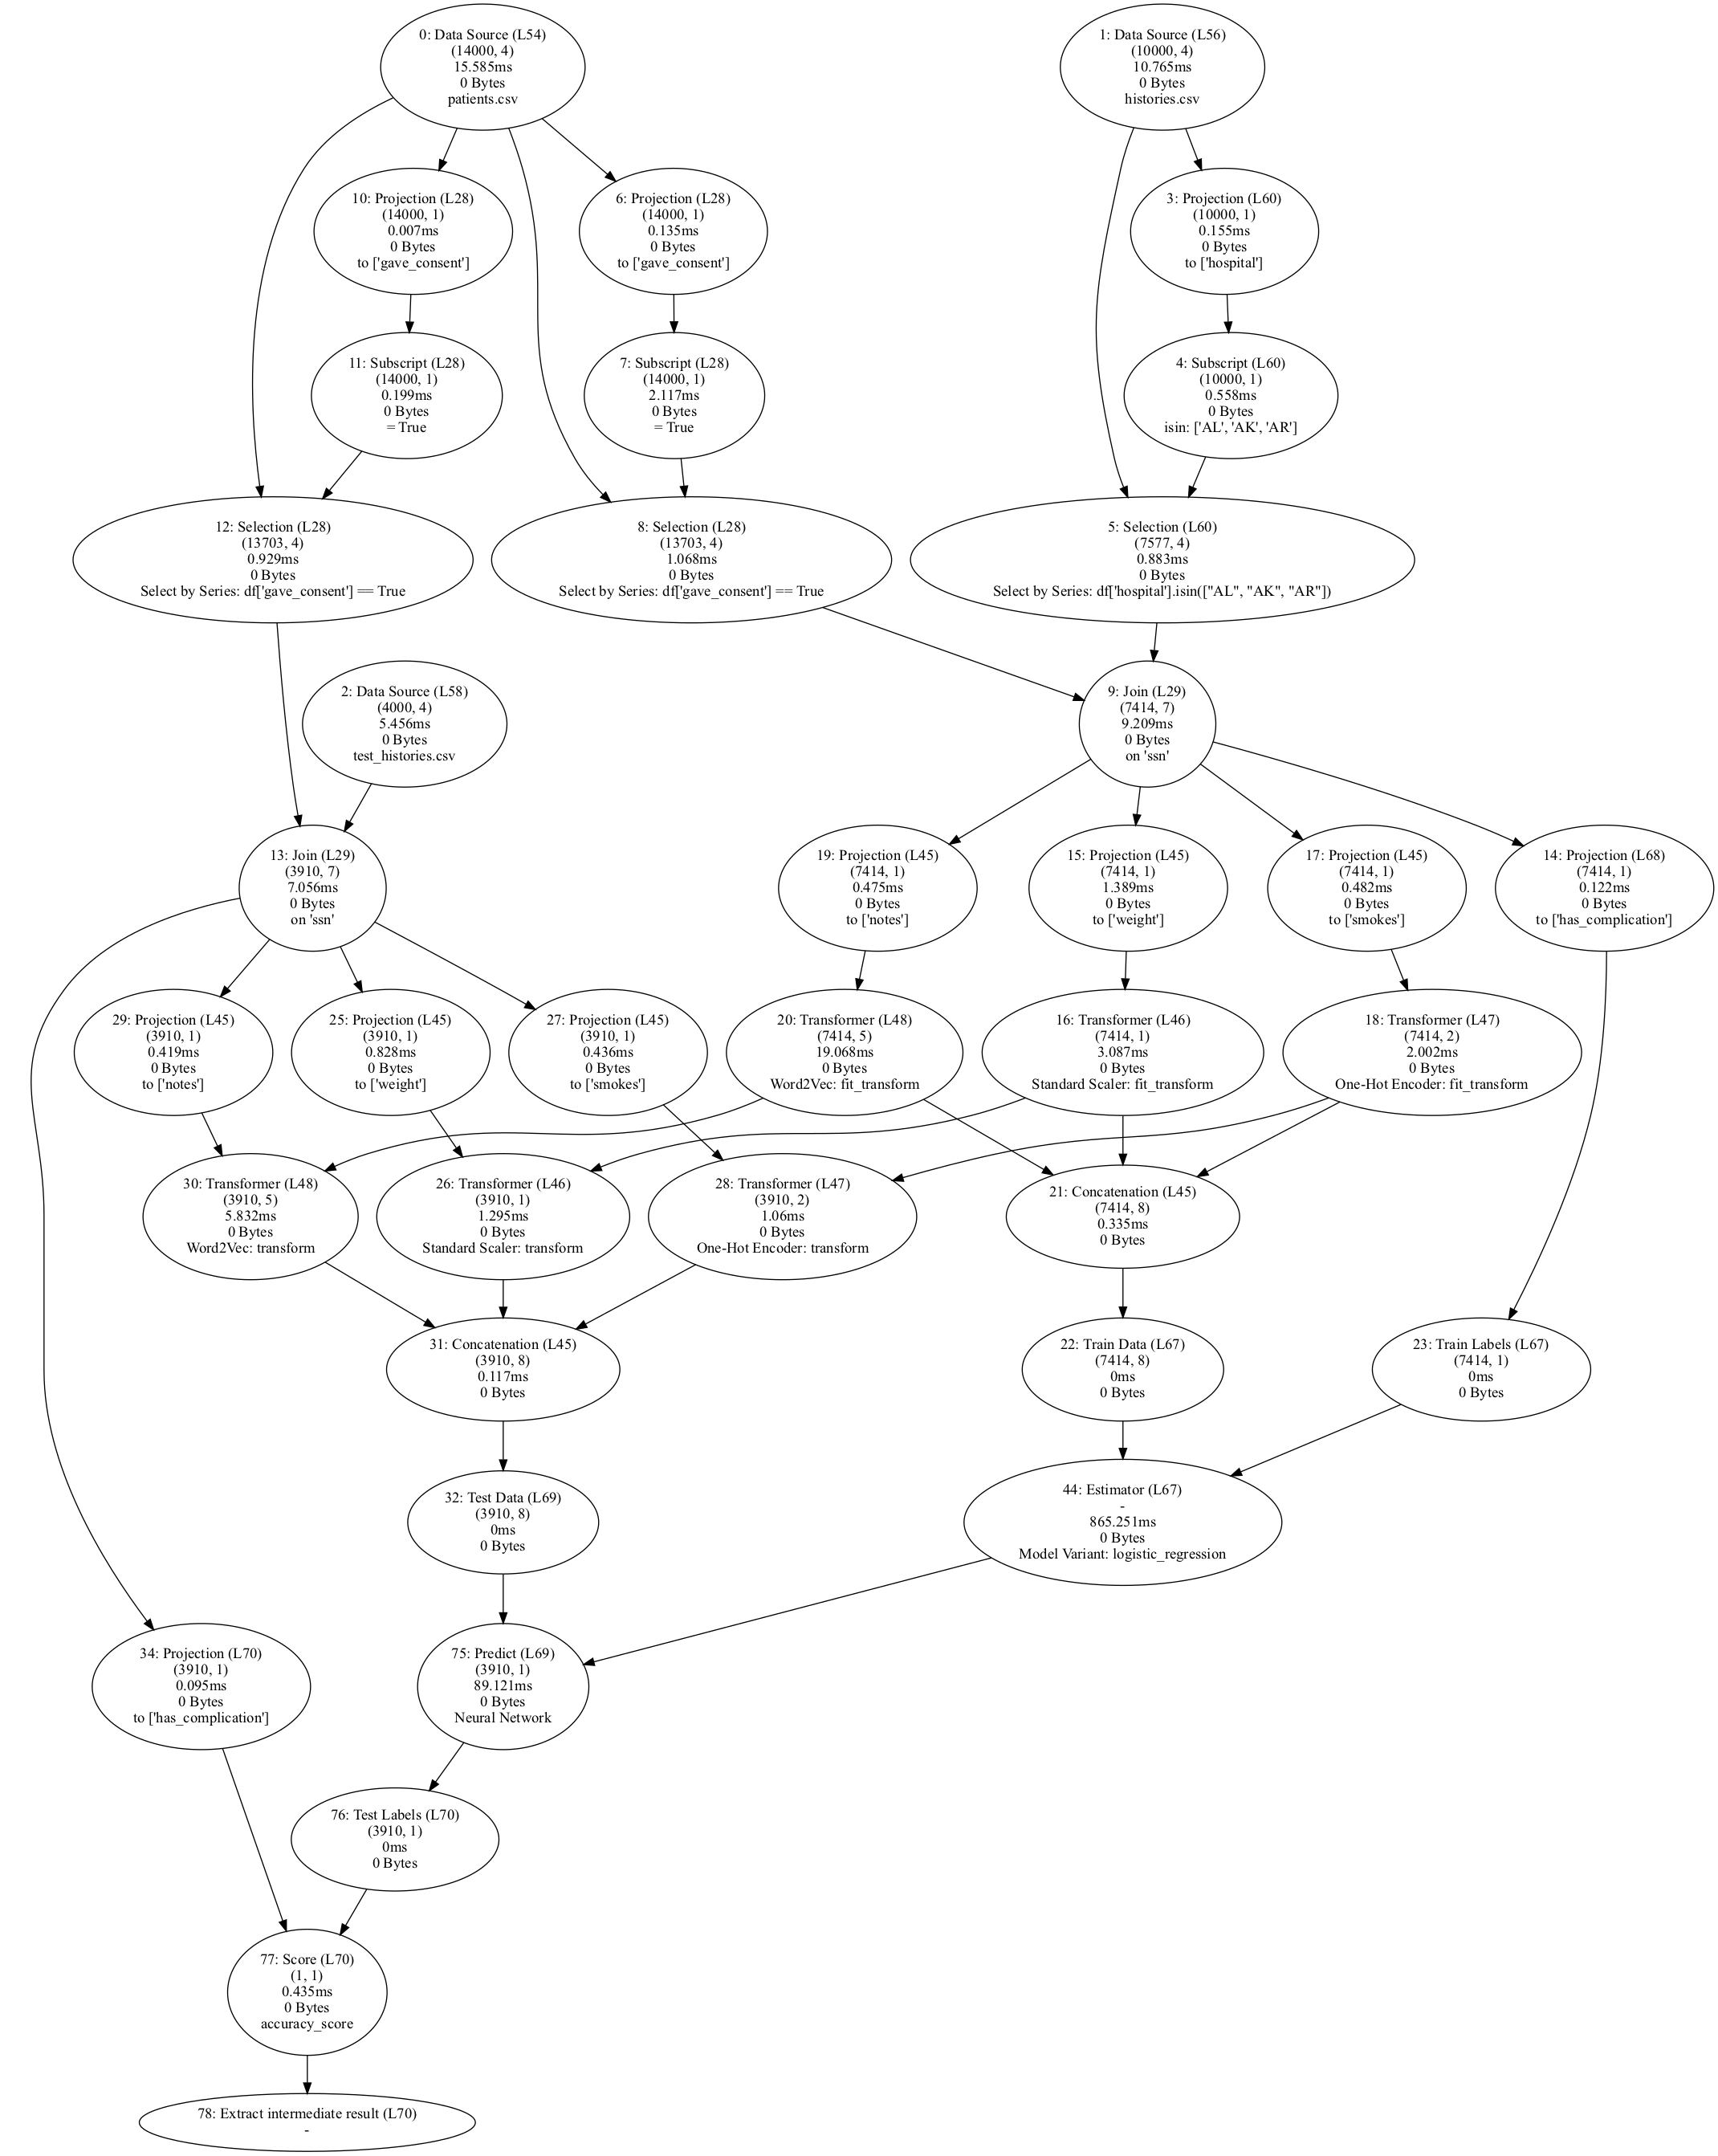 0: Data Source (L54)
(14000, 4)
15.585ms
0 Bytes
patients.csv
1: Data Source (L56)
(10000, 4)
10.765ms
0 Bytes
histories.csv
10: Projection (L28)
(14000, 1)
0.007ms
0 Bytes
to ['gave_consent']
6: Projection (L28)
(14000, 1)
0.135ms
0 Bytes
to ['gave_consent']
3: Projection (L60)
(10000, 1)
0.155ms
0 Bytes
to ['hospital']
11: Subscript (L28)
(14000, 1)
0.199ms
0 Bytes
= True
7: Subscript (L28)
(14000, 1)
2.117ms
0 Bytes
= True
4: Subscript (L60)
(10000, 1)
0.558ms
0 Bytes
isin: ['AL', 'AK', 'AR']
12: Selection (L28)
(13703, 4)
0.929ms
0 Bytes
Select by Series: df['gave_consent'] == True
8: Selection (L28)
(13703, 4)
1.068ms
0 Bytes
Select by Series: df['gave_consent'] == True
5: Selection (L60)
(7577, 4)
0.883ms
0 Bytes
Select by Series: df['hospital'].isin(["AL", "AK", "AR"])
2: Data Source (L58)
(4000, 4)
5.456ms
0 Bytes
test_histories.csv
9: Join (L29)
(7414, 7)
9.209ms
0 Bytes
on 'ssn'
13: Join (L29)
(3910, 7)
7.056ms
0 Bytes
on 'ssn'
19: Projection (L45)
(7414, 1)
0.475ms
0 Bytes
to ['notes']
15: Projection (L45)
(7414, 1)
1.389ms
0 Bytes
to ['weight']
17: Projection (L45)
(7414, 1)
0.482ms
0 Bytes
to ['smokes']
14: Projection (L68)
(7414, 1)
0.122ms
0 Bytes
to ['has_complication']
29: Projection (L45)
(3910, 1)
0.419ms
0 Bytes
to ['notes']
25: Projection (L45)
(3910, 1)
0.828ms
0 Bytes
to ['weight']
27: Projection (L45)
(3910, 1)
0.436ms
0 Bytes
to ['smokes']
20: Transformer (L48)
(7414, 5)
19.068ms
0 Bytes
Word2Vec: fit_transform
16: Transformer (L46)
(7414, 1)
3.087ms
0 Bytes
Standard Scaler: fit_transform
18: Transformer (L47)
(7414, 2)
2.002ms
0 Bytes
One-Hot Encoder: fit_transform
30: Transformer (L48)
(3910, 5)
5.832ms
0 Bytes
Word2Vec: transform
26: Transformer (L46)
(3910, 1)
1.295ms
0 Bytes
Standard Scaler: transform
28: Transformer (L47)
(3910, 2)
1.06ms
0 Bytes
One-Hot Encoder: transform
21: Concatenation (L45)
(7414, 8)
0.335ms
0 Bytes
31: Concatenation (L45)
(3910, 8)
0.117ms
0 Bytes
22: Train Data (L67)
(7414, 8)
0ms
0 Bytes
23: Train Labels (L67)
(7414, 1)
0ms
0 Bytes
32: Test Data (L69)
(3910, 8)
0ms
0 Bytes
44: Estimator (L67)
-
865.251ms
0 Bytes
Model Variant: logistic_regression
34: Projection (L70)
(3910, 1)
0.095ms
0 Bytes
to ['has_complication']
75: Predict (L69)
(3910, 1)
89.121ms
0 Bytes
Neural Network
76: Test Labels (L70)
(3910, 1)
0ms
0 Bytes
77: Score (L70)
(1, 1)
0.435ms
0 Bytes
accuracy_score
78: Extract intermediate result (L70)
-